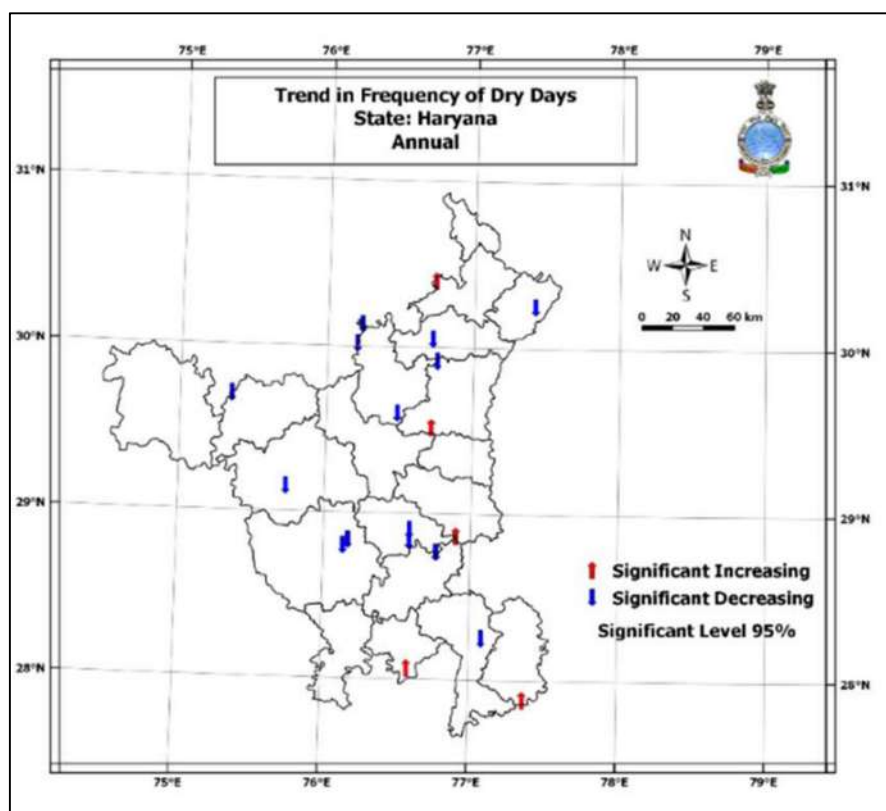 75°E 76°E 77°E 78°E 79°E
Trend in Frequency of Dry Days
State: Haryana
Annual
31°N 31°N
N
W E
S
0 20 40 60 km
30°N 30°N
29°N 29°N
Significant Increasing
Significant Decreasing
Significant Level 95%
28°N 28°N
75°E 76°E 77°E 78°E 79°E